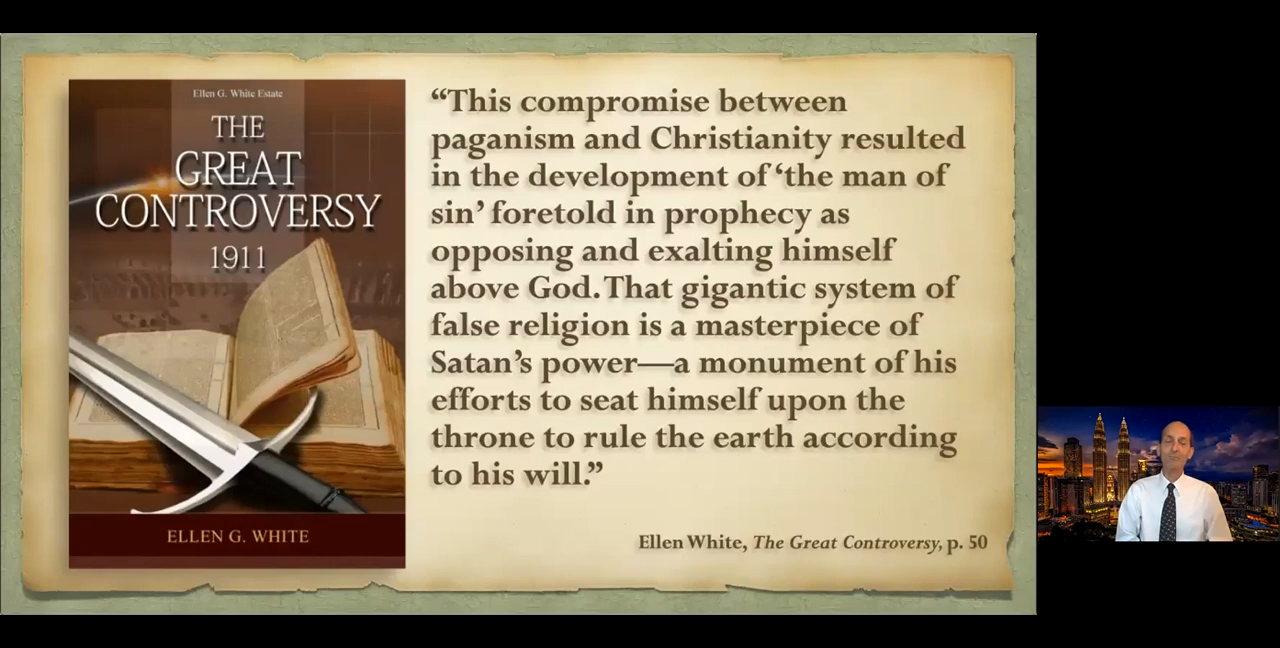 Ellen G. White Estate
THE
GREAT
CONTROVERSY
1911
ELLEN G. WHITE
“This compromise between
paganism and Christianity resulted
in the development of ‘the man of
sin’ foretold in prophecy as
opposing and exalting himself
above God. That gigantic system of
false religion is a masterpiece of
Satan’s power—a monument of his
efforts to seat himself upon the
throne to rule the earth according
to his will.”
Ellen White, The Great Controversy, p. 50